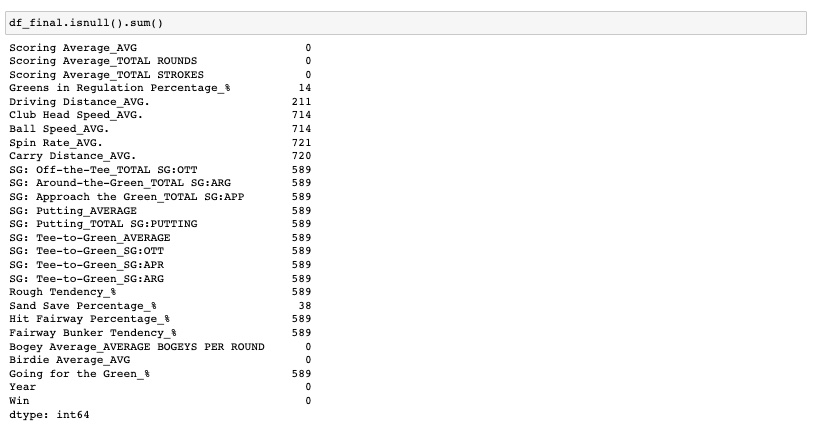 df_final.isnull().sum()
Scoring Average_AVG 0
Scoring Average_TOTAL ROUNDS 0
Scoring Average_TOTAL STROKES 0
Greens in Regulation Percentage_% 14
Driving Distance_AVG. 211
Club Head Speed_AVG. 714
Ball Speed_AVG. 714
Spin Rate_AVG. 721
Carry Distance_AVG. 720
SG: Off-the-Tee_TOTAL SG:OTT 589
SG: Around-the-Green_TOTAL SG:ARG 589
SG: Approach the Green_TOTAL SG:APP 589
SG: Putting_AVERAGE 589
SG: Putting_TOTAL SG:PUTTING 589
SG: Tee-to-Green_AVERAGE 589
SG: Tee-to-Green_SG:OTT 589
SG: Tee-to-Green_SG:APR 589
SG: Tee-to-Green_SG:ARG 589
Rough Tendency_% 589
Sand Save Percentage_% 38
Hit Fairway Percentage_% 589
Fairway Bunker Tendency_% 589
Bogey Average_AVERAGE BOGEYS PER ROUND 0
Birdie Average_AVG 0
Going for the Green_% 589
Year 0
Win 0
dtype: int64